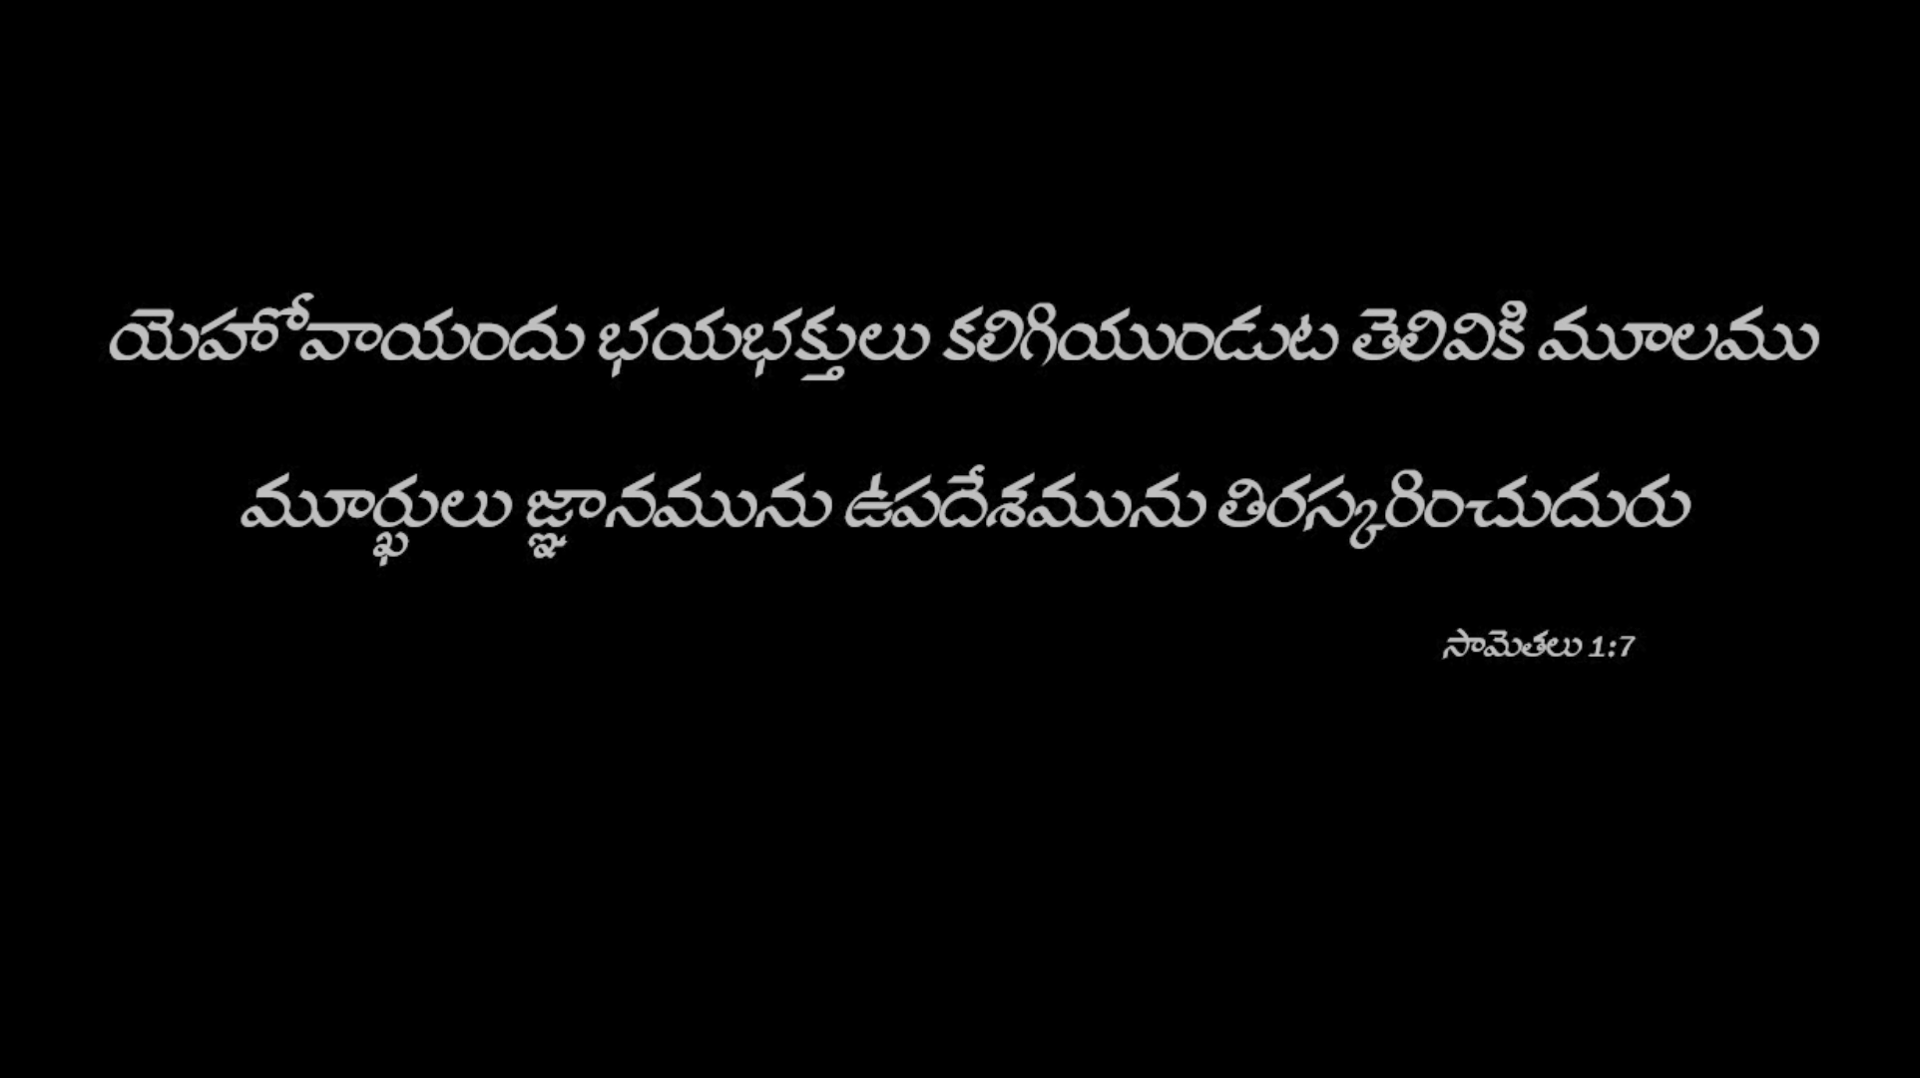 యెహోవాయందు భయభక్తులు కలిగియుండుట తెలివికి మూలము
మూర్ఖులు జ్ఞానమును ఉపదేశమును తిరస్కరించుదురు
సామెతలు 1:7